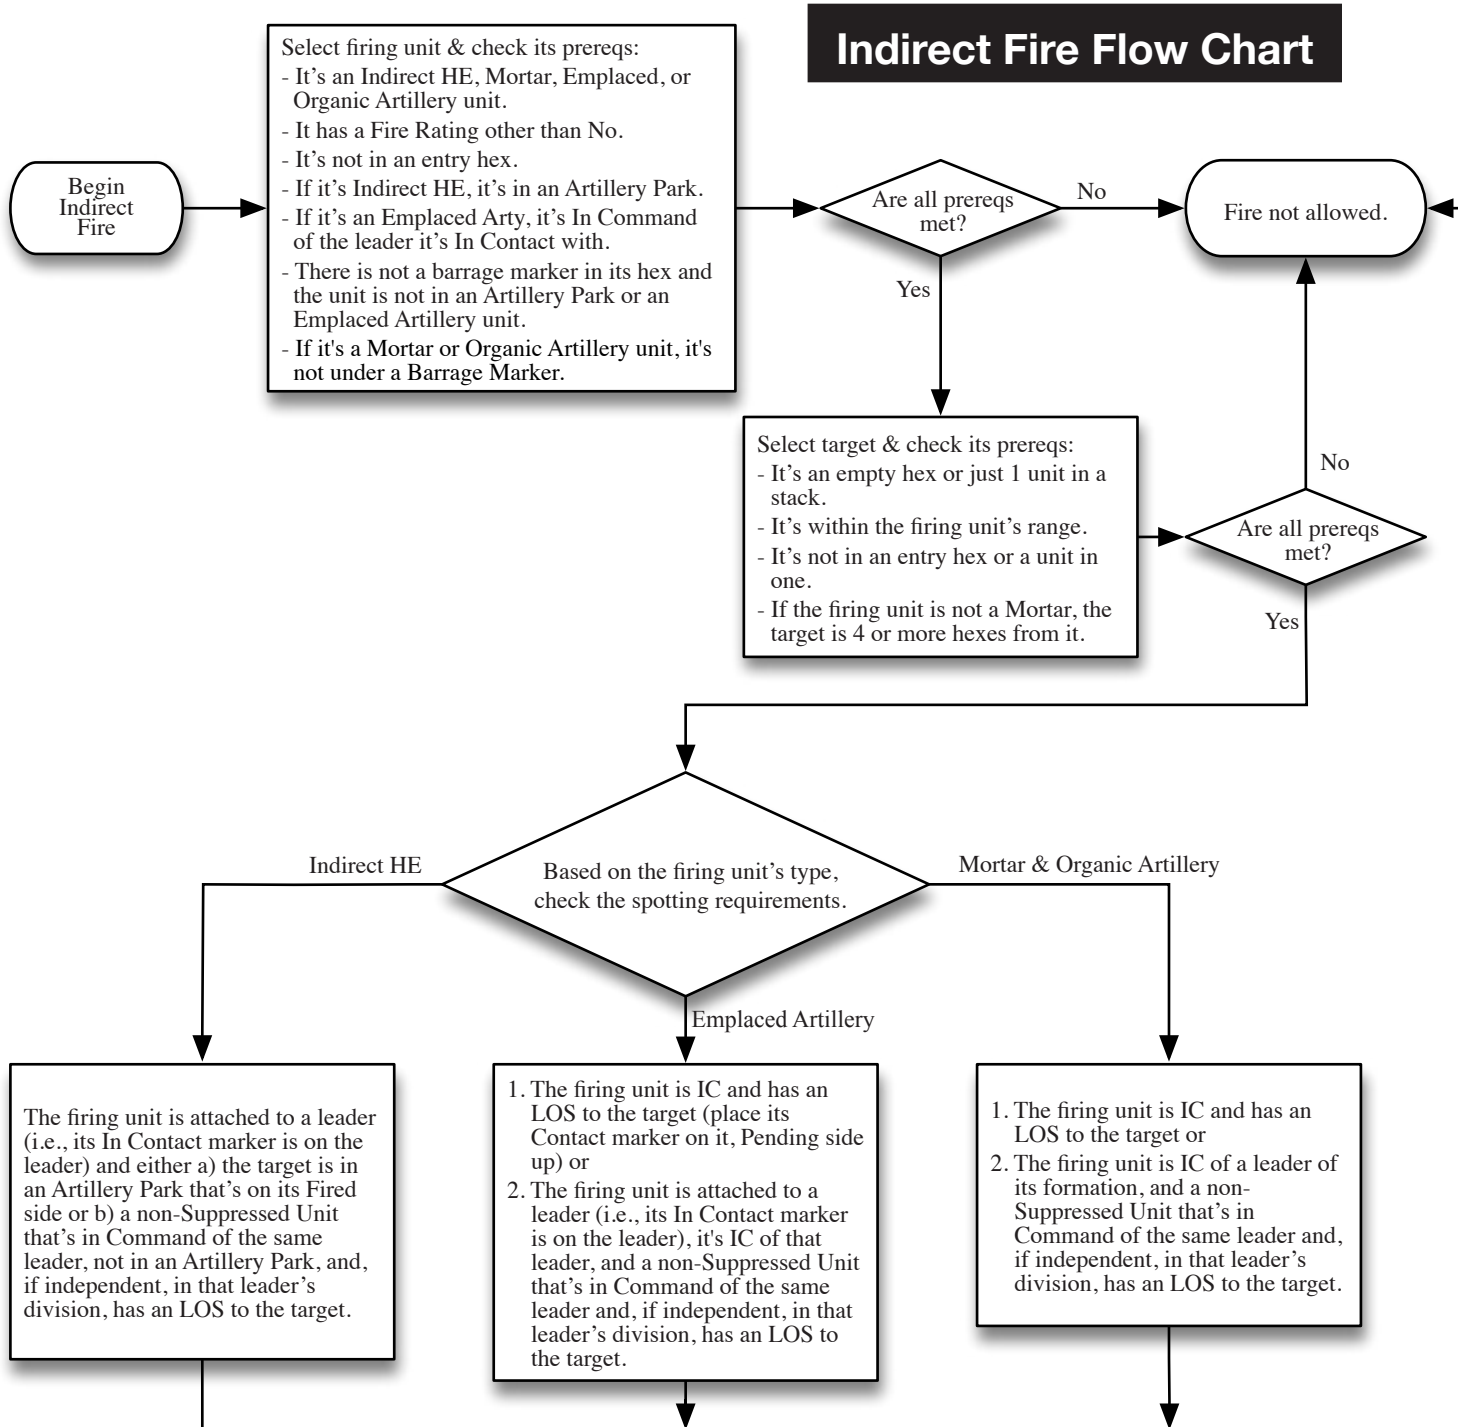 Indirect Fire Flow Chart
Begin
Indirect
Fire
Select firing unit & check its prereqs:
- It’s an Indirect HE, Mortar, Emplaced, or
Organic Artillery unit.
- It has a Fire Rating other than No.
- It’s not in an entry hex.
- If it’s Indirect HE, it’s in an Artillery Park.
- If it’s an Emplaced Arty, it’s In Command
of the leader it’s In Contact with.
- There is not a barrage marker in its hex and
the unit is not in an Artillery Park or an
Emplaced Artillery unit.
- If it's a Mortar or Organic Artillery unit, it's
not under a Barrage Marker.
Are all prereqs
met?
No
Fire not allowed.
Yes
Select target & check its prereqs:
- It’s an empty hex or just 1 unit in a
stack.
- It’s within the firing unit’s range.
- It’s not in an entry hex or a unit in
one.
- If the firing unit is not a Mortar, the
target is 4 or more hexes from it.
No
Are all prereqs
met?
Yes
Based on the firing unit’s type,
check the spotting requirements.
Indirect HE
Mortar & Organic Artillery
Emplaced Artillery
The firing unit is attached to a leader
(i.e., its In Contact marker is on the
leader) and either a) the target is in
an Artillery Park that’s on its Fired
side or b) a non-Suppressed Unit
that’s in Command of the same
leader, not in an Artillery Park, and,
if independent, in that leader’s
division, has an LOS to the target.
1. The firing unit is IC and has an
LOS to the target (place its
Contact marker on it, Pending side
up) or
2. The firing unit is attached to a
leader (i.e., its In Contact marker
is on the leader), it's IC of that
leader, and a non-Suppressed Unit
that’s in Command of the same
leader and, if independent, in that
leader’s division, has an LOS to
the target.
1. The firing unit is IC and has an
LOS to the target or
2. The firing unit is IC of a leader of
its formation, and a non-
Suppressed Unit that’s in
Command of the same leader and,
if independent, in that leader’s
division, has an LOS to the target.